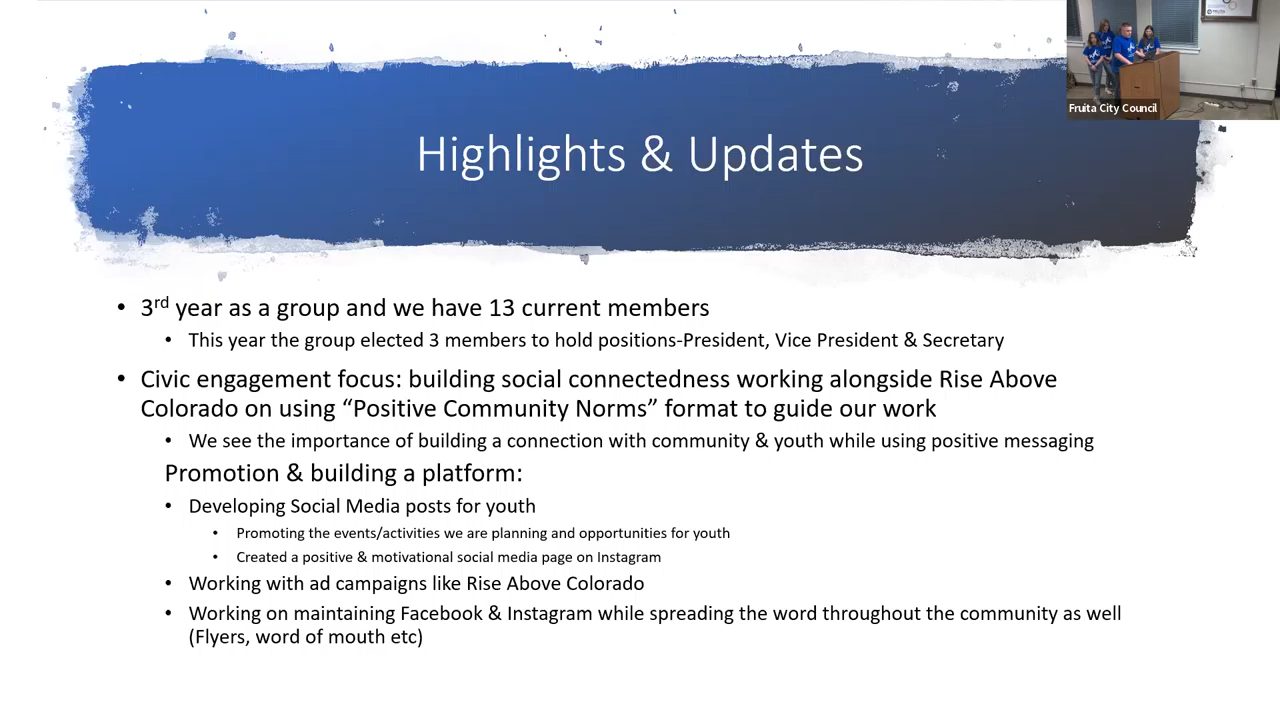 Fruita City Council
Highlights & Updates
• 3rd year as a group and we have 13 current members
• This year the group elected 3 members to hold positions-President, Vice President & Secretary
• Civic engagement focus: building social connectedness working alongside Rise Above
Colorado on using “Positive Community Norms” format to guide our work
• We see the importance of building a connection with community & youth while using positive messaging
Promotion & building a platform:
• Developing Social Media posts for youth
• Promoting the events/activities we are planning and opportunities for youth
• Created a positive & motivational social media page on Instagram
• Working with ad campaigns like Rise Above Colorado
• Working on maintaining Facebook & Instagram while spreading the word throughout the community as well
(Flyers, word of mouth etc)